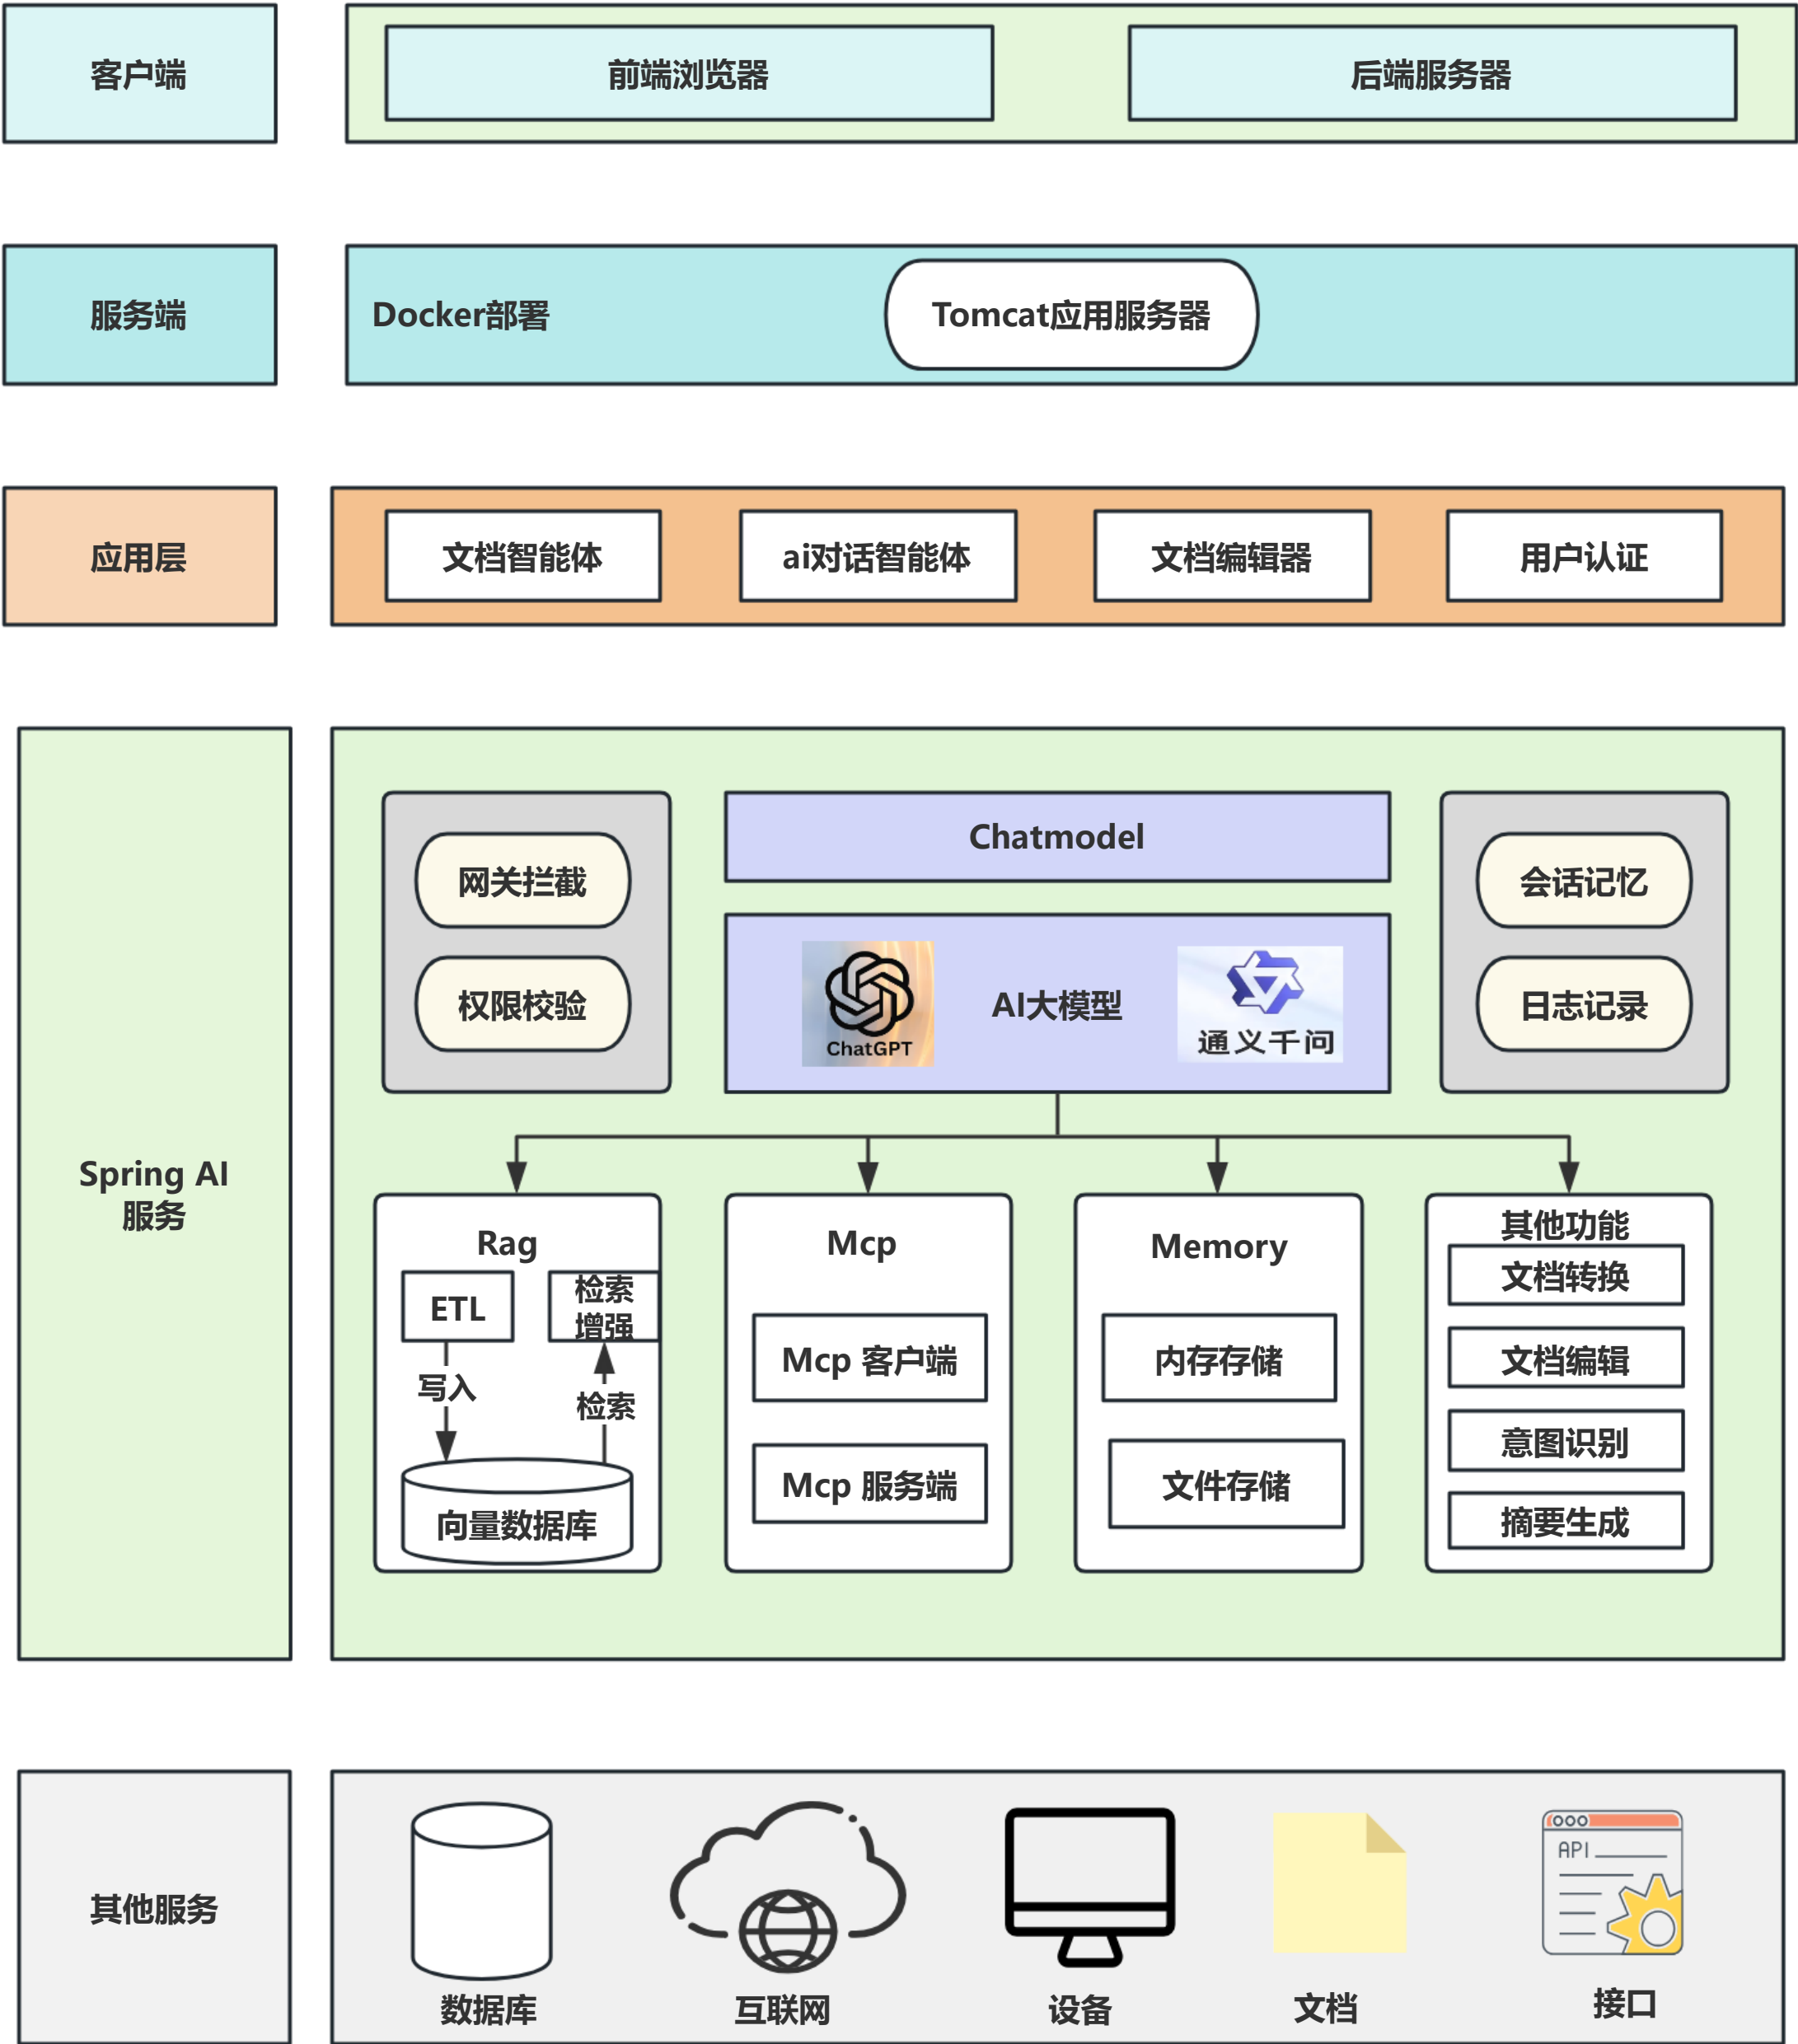 客户端
前端浏览器
后端服务器
服务端
Docker部署
Tomcat应用服务器
应用层
文档智能体
ai对话智能体
文档编辑器
用户认证
Spring AI
服务
网关拦截
权限校验
Chatmodel
ChatGPT
AI大模型
通义千问
会话记忆
日志记录
Rag
ETL
检索
增强
写入
检索
向量数据库
Mcp
Mcp 客户端
Mcp 服务端
Memory
内存存储
文件存储
其他功能
文档转换
文档编辑
意图识别
摘要生成
其他服务
数据库
互联网
设备
文档
API
接口